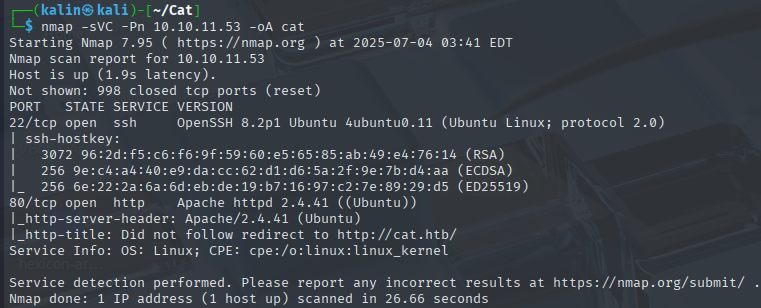 ┌──(kalin㉿kali)-[~/Cat]
└─$ nmap -sVC -Pn 10.10.11.53 -oA cat
Starting Nmap 7.95 ( https://nmap.org ) at 2025-07-04 03:41 EDT
Nmap scan report for 10.10.11.53
Host is up (1.9s latency).
Not shown: 998 closed tcp ports (reset)
PORT   STATE SERVICE VERSION
22/tcp open  ssh     OpenSSH 8.2p1 Ubuntu 4ubuntu0.11 (Ubuntu Linux; protocol 2.0)
| ssh-hostkey:
|   3072 96:2d:f5:c6:f6:9f:59:60:e5:65:85:ab:49:e4:76:14 (RSA)
|   256 9e:c4:a4:40:e9:da:cc:62:d1:d6:5a:2f:9e:7b:d4:aa (ECDSA)
|_  256 6e:22:2a:6a:6d:eb:de:19:b7:16:97:c2:7e:89:29:d5 (ED25519)
80/tcp open  http    Apache httpd 2.4.41 ((Ubuntu))
|_http-server-header: Apache/2.4.41 (Ubuntu)
|_http-title: Did not follow redirect to http://cat.htb/
Service Info: OS: Linux; CPE: cpe:/o:linux:linux_kernel

Service detection performed. Please report any incorrect results at https://nmap.org/submit/ .
Nmap done: 1 IP address (1 host up) scanned in 26.66 seconds